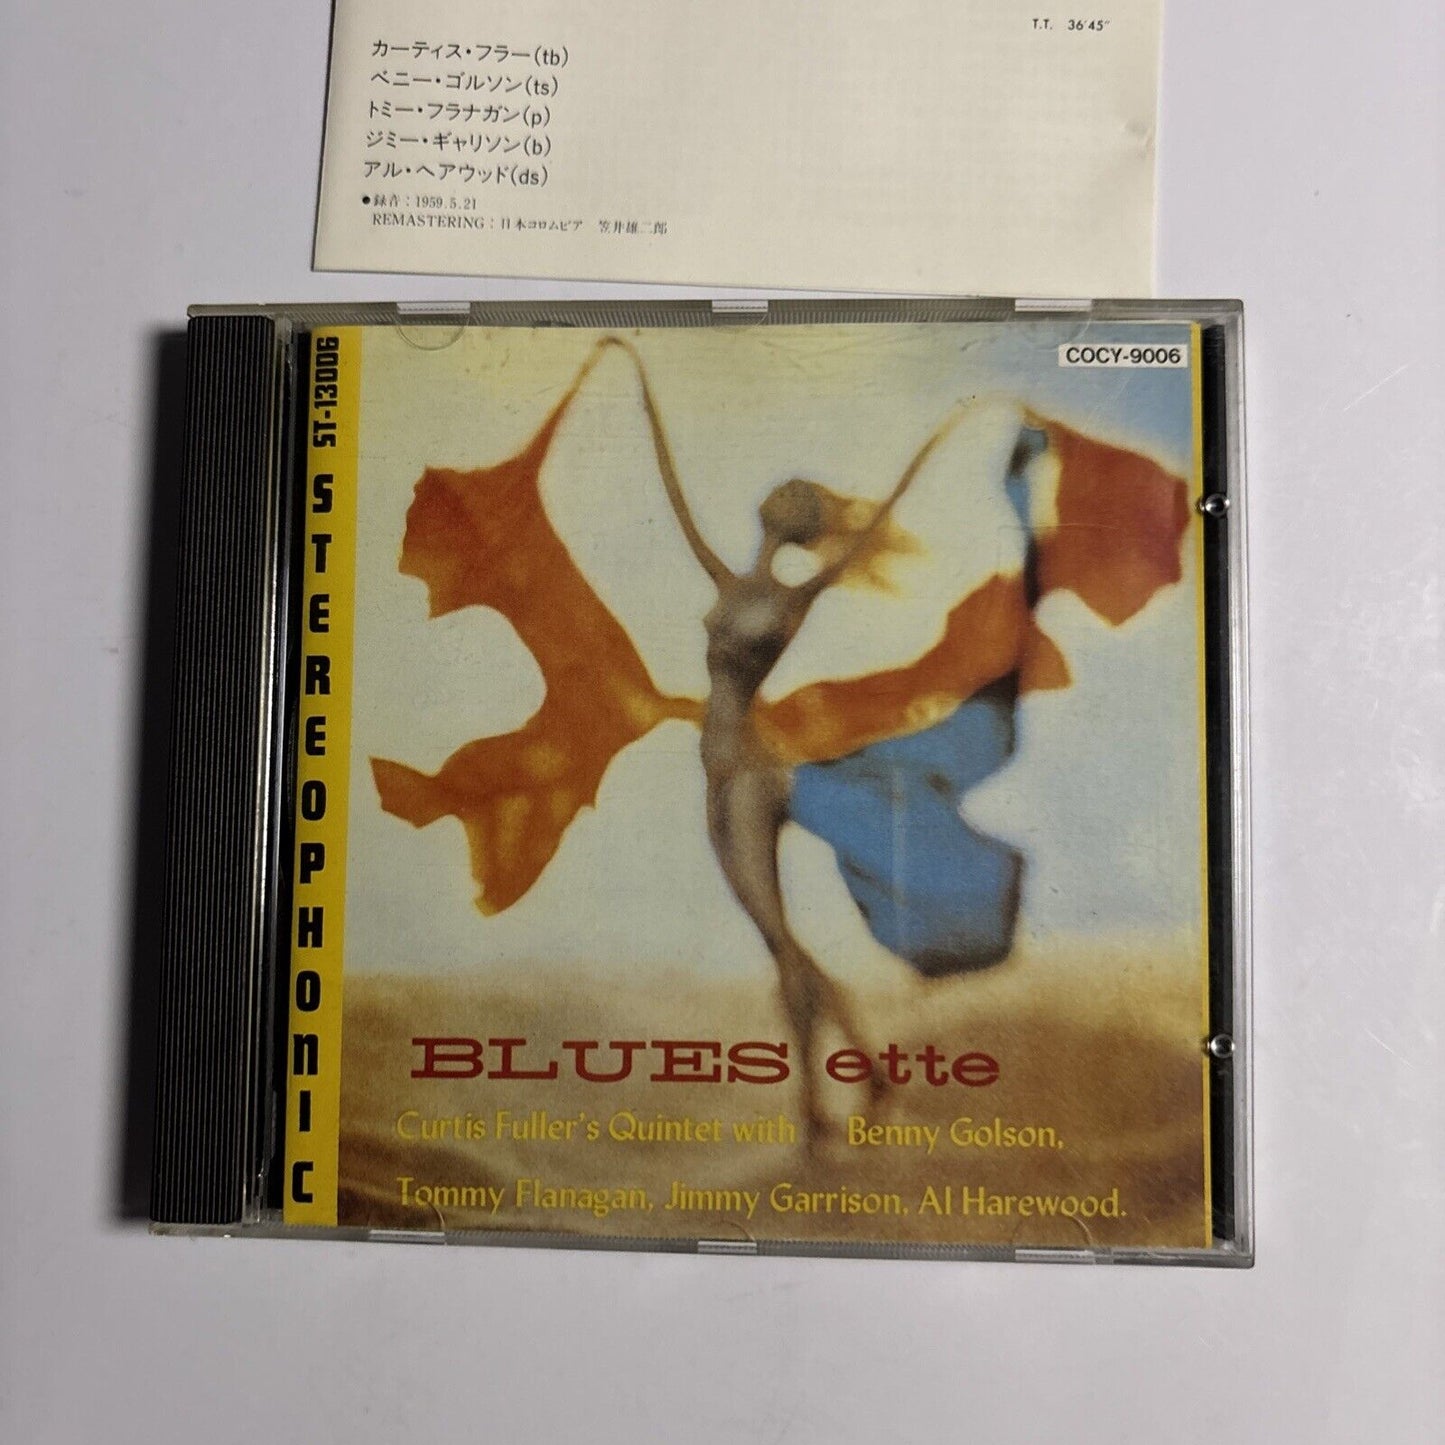 T.T. 36'45"
カーティス・フラー(tb)
ベニー・ゴルソン(ts)
トミー・フラナガン(p)
ジミー・ギャリソン(b)
アル・ヘアウッド(ds)
●録音：1959.5.21
REMASTERING：日本コロムビア 笠井雄二郎
COCY-9006
ST-13006
STEREOPHONIC
BLUES ette
Curtis Fuller's Quintet with Benny Golson,
Tommy Flanagan, Jimmy Garrison, Al Harewood.